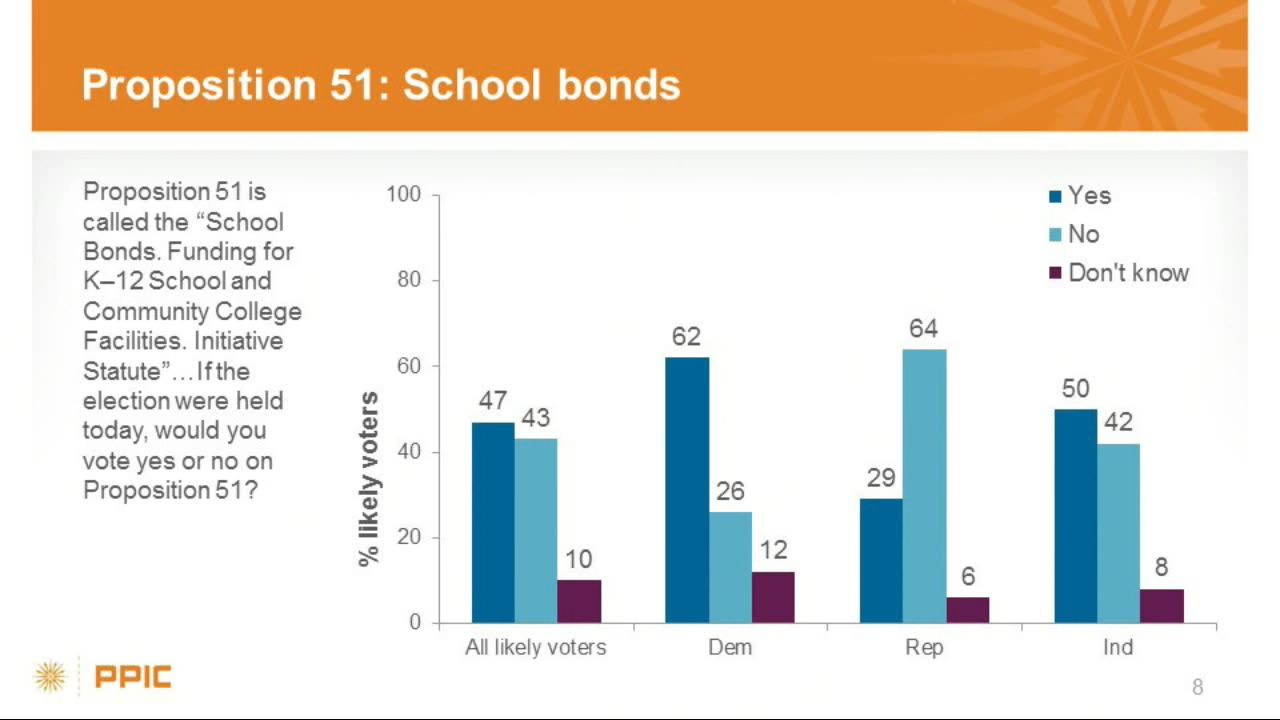 Proposition 51: School bonds
Proposition 51 is
called the “School
Bonds. Funding for
K–12 School and
Community College
Facilities. Initiative
Statute”…If the
election were held
today, would you
vote yes or no on
Proposition 51?
% likely voters
100
80
60
40
20
0
Yes
No
Don't know
47
43
10
62
26
12
29
64
6
50
42
8
All likely voters
Dem
Rep
Ind
PPIC
8